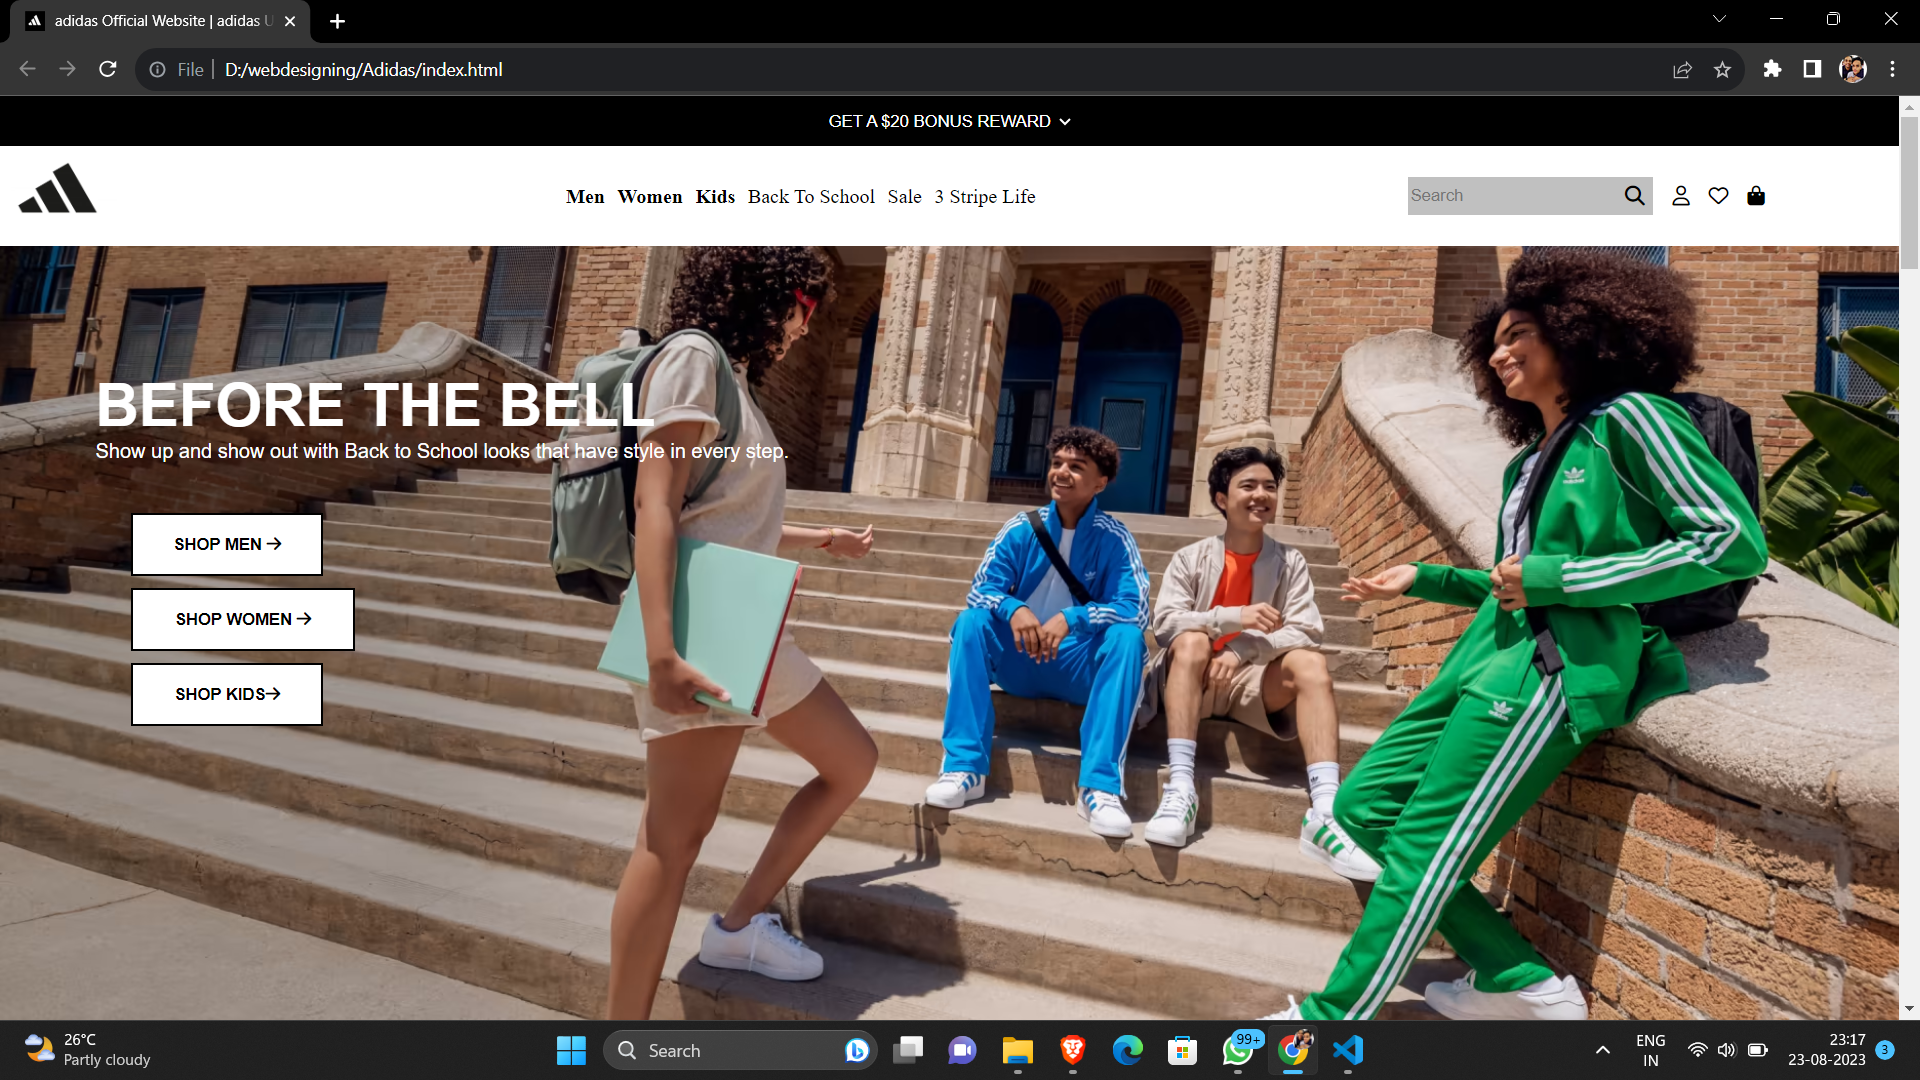 adidas Official Website | adidas U
File | D:/webdesigning/Adidas/index.html
GET A $20 BONUS REWARD
Men Women Kids Back To School Sale 3 Stripe Life
Search
BEFORE THE BELL
Show up and show out with Back to School looks that have style in every step.
SHOP MEN →
SHOP WOMEN →
SHOP KIDS→
26°C
Partly cloudy
Search
99+
ENG
IN
23:17
23-08-2023
3